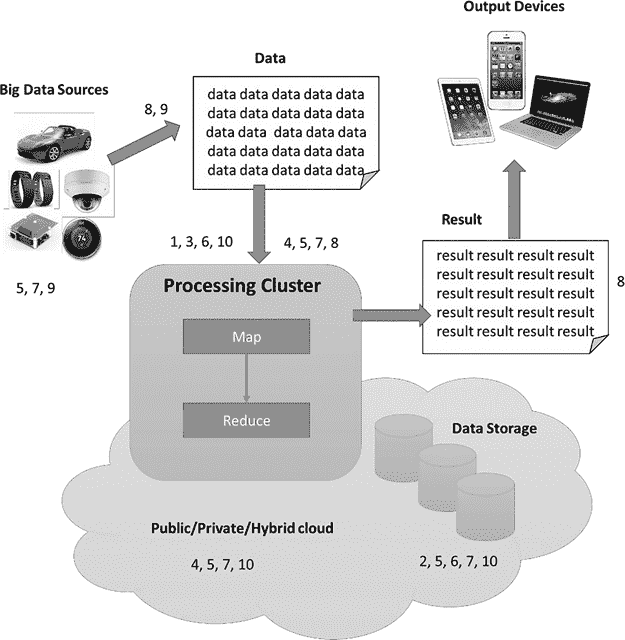 Output Devices
Data
Big Data Sources
8, 9
data data data data data
data data data data data
data data data data data
data data data data data
data data data data data
74
5, 7, 9
1, 3, 6, 10
4, 5, 7, 8
Result
result result result result
result result result result
result result result result
result result result result
result result result result
8
Processing Cluster
Map
Reduce
Data Storage
Public/Private/Hybrid cloud
4, 5, 7, 10
2, 5, 6, 7, 10